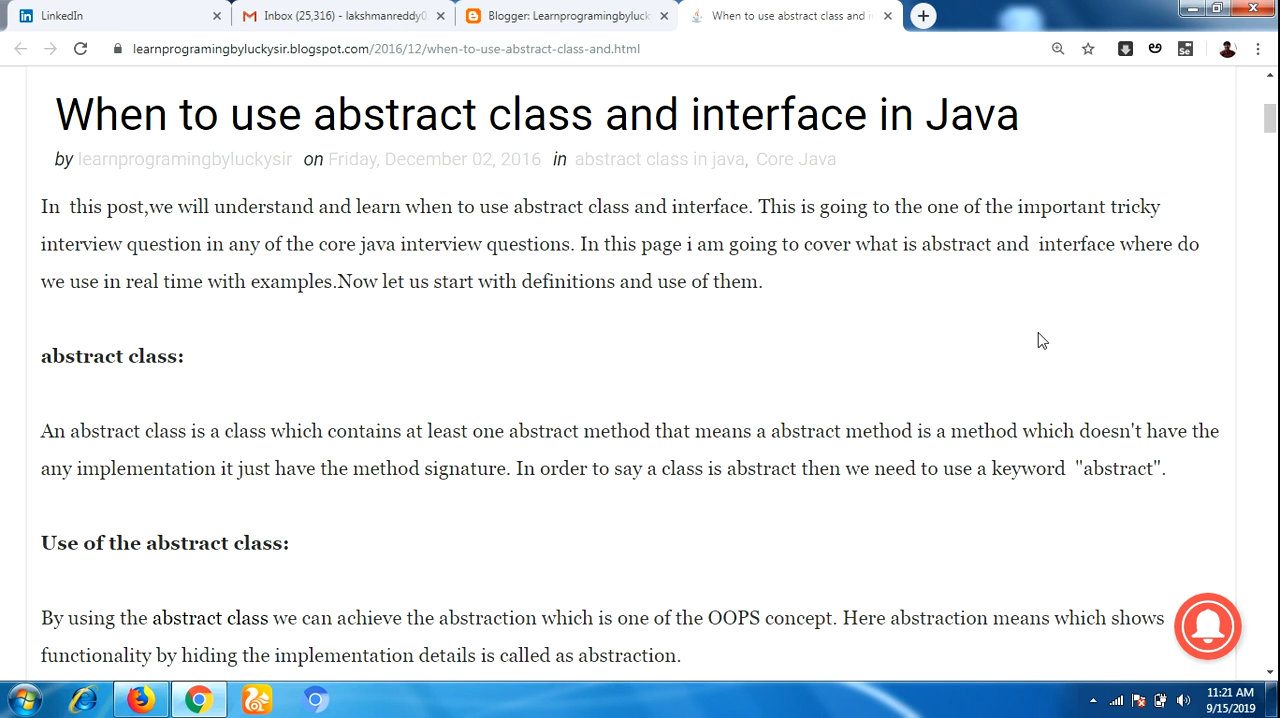 LinkedIn
Inbox (25,316) - lakshmanreddy0
Blogger: Learnprogramingbyluck
When to use abstract class and
learnprogramingbyluckysir.blogspot.com/2016/12/when-to-use-abstract-class-and.html
Se
When to use abstract class and interface in Java
by learnprogramingbyluckysir on Friday, December 02, 2016 in abstract class in java, Core Java
In  this post,we will understand and learn when to use abstract class and interface. This is going to the one of the important tricky
interview question in any of the core java interview questions. In this page i am going to cover what is abstract and  interface where do
we use in real time with examples.Now let us start with definitions and use of them.
abstract class:
An abstract class is a class which contains at least one abstract method that means a abstract method is a method which doesn't have the
any implementation it just have the method signature. In order to say a class is abstract then we need to use a keyword  "abstract".
Use of the abstract class:
By using the abstract class we can achieve the abstraction which is one of the OOPS concept. Here abstraction means which shows
functionality by hiding the implementation details is called as abstraction.
11:21 AM
9/15/2019